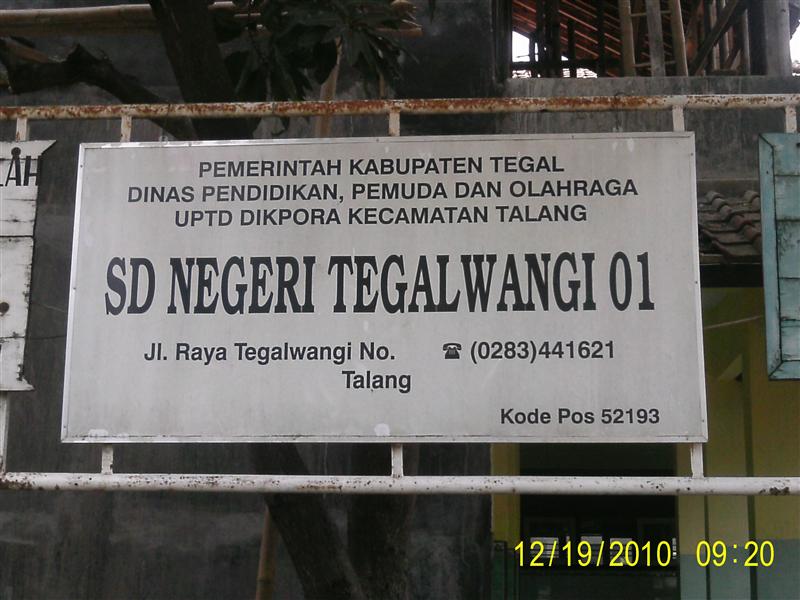 PEMERINTAH KABUPATEN TEGAL
DINAS PENDIDIKAN, PEMUDA DAN OLAHRAGA
UPTD DIKPORA KECAMATAN TALANG
SD NEGERI TEGALWANGI 01
Jl. Raya Tegalwangi No. ☎ (0283)441621
Talang
Kode Pos 52193
12/19/2010 09:20